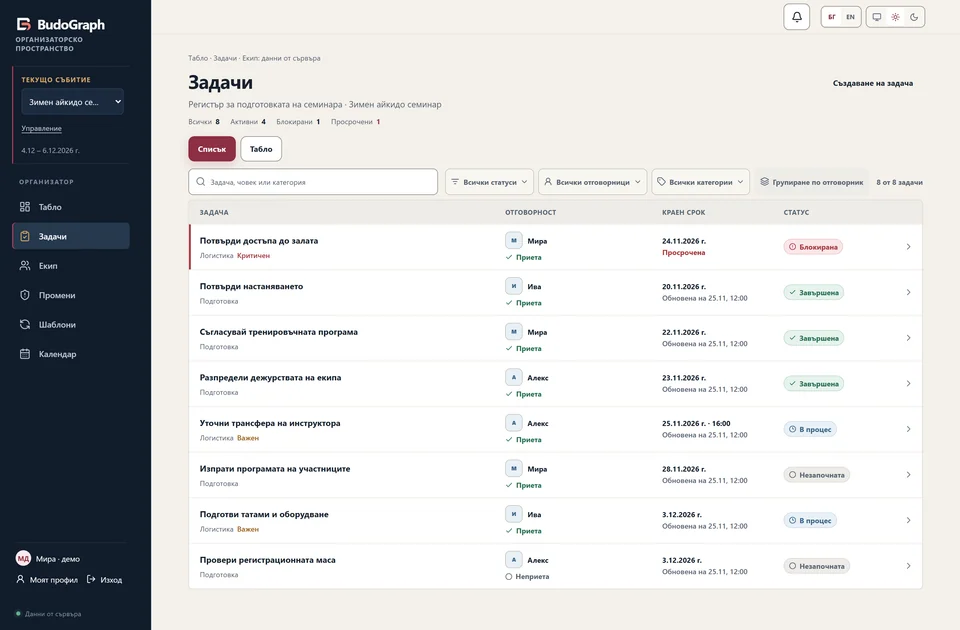 BudoGraph
ОРГАНИЗАТОРСКО
ПРОСТРАНСТВО
ТЕКУЩО СЪБИТИЕ
Зимен айкидо се...
Управление
4.12 – 6.12.2026 г.
ОРГАНИЗАТОР
Табло
Задачи
Екип
Промени
Шаблони
Календар
МД Мира · демо
Моят профил Изход
Данни от сървъра
БГ EN
Табло · Задачи · Екип: данни от сървъра
Задачи
Създаване на задача
Регистър за подготовката на семинара · Зимен айкидо семинар
Всички 8 Активни 4 Блокирани 1 Просрочени 1
Списък Табло
Задача, човек или категория Всички статуси Всички отговорници Всички категории Групиране по отговорник 8 от 8 задачи
ЗАДАЧА ОТГОВОРНОСТ КРАЕН СРОК СТАТУС
Потвърди достъпа до залата М Мира 24.11.2026 г. Блокирана
Логистика Критичен Приета Просрочена
Потвърди настаняването И Ива 20.11.2026 г. Завършена
Подготовка Приета Обновена на 25.11, 12:00
Съгласувай тренировъчната програма М Мира 22.11.2026 г. Завършена
Подготовка Приета Обновена на 25.11, 12:00
Разпредели дежурствата на екипа А Алекс 23.11.2026 г. Завършена
Подготовка Приета Обновена на 25.11, 12:00
Уточни трансфера на инструктора А Алекс 25.11.2026 г. · 16:00 В процес
Логистика Важен Приета Обновена на 25.11, 12:00
Изпрати програмата на участниците М Мира 28.11.2026 г. Незапочната
Подготовка Приета Обновена на 25.11, 12:00
Подготви татами и оборудване И Ива 3.12.2026 г. В процес
Логистика Важен Приета Обновена на 25.11, 12:00
Провери регистрационната маса А Алекс 3.12.2026 г. Незапочната
Подготовка Неприета Обновена на 25.11, 12:00